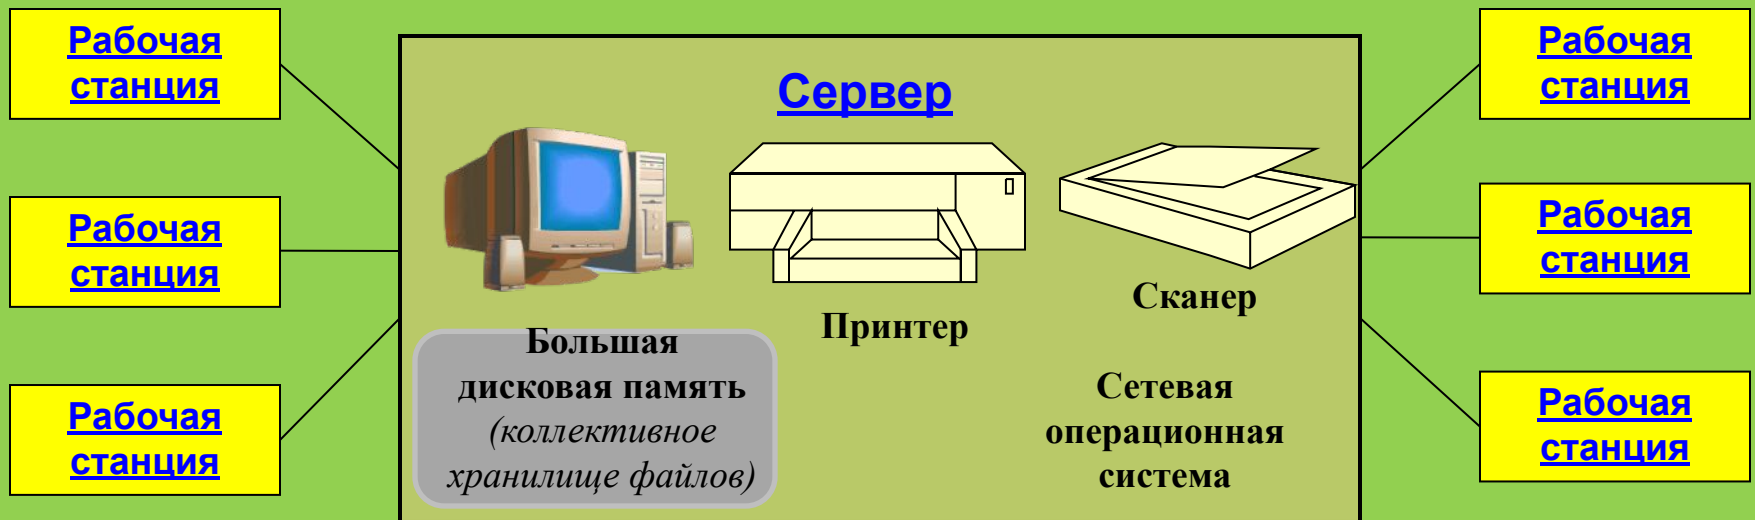 Рабочая
станция
Рабочая
станция
Рабочая
станция
Сервер
Принтер
Сканер
Большая
дисковая память
(коллективное
хранилище файлов)
Сетевая
операционная
система
Рабочая
станция
Рабочая
станция
Рабочая
станция